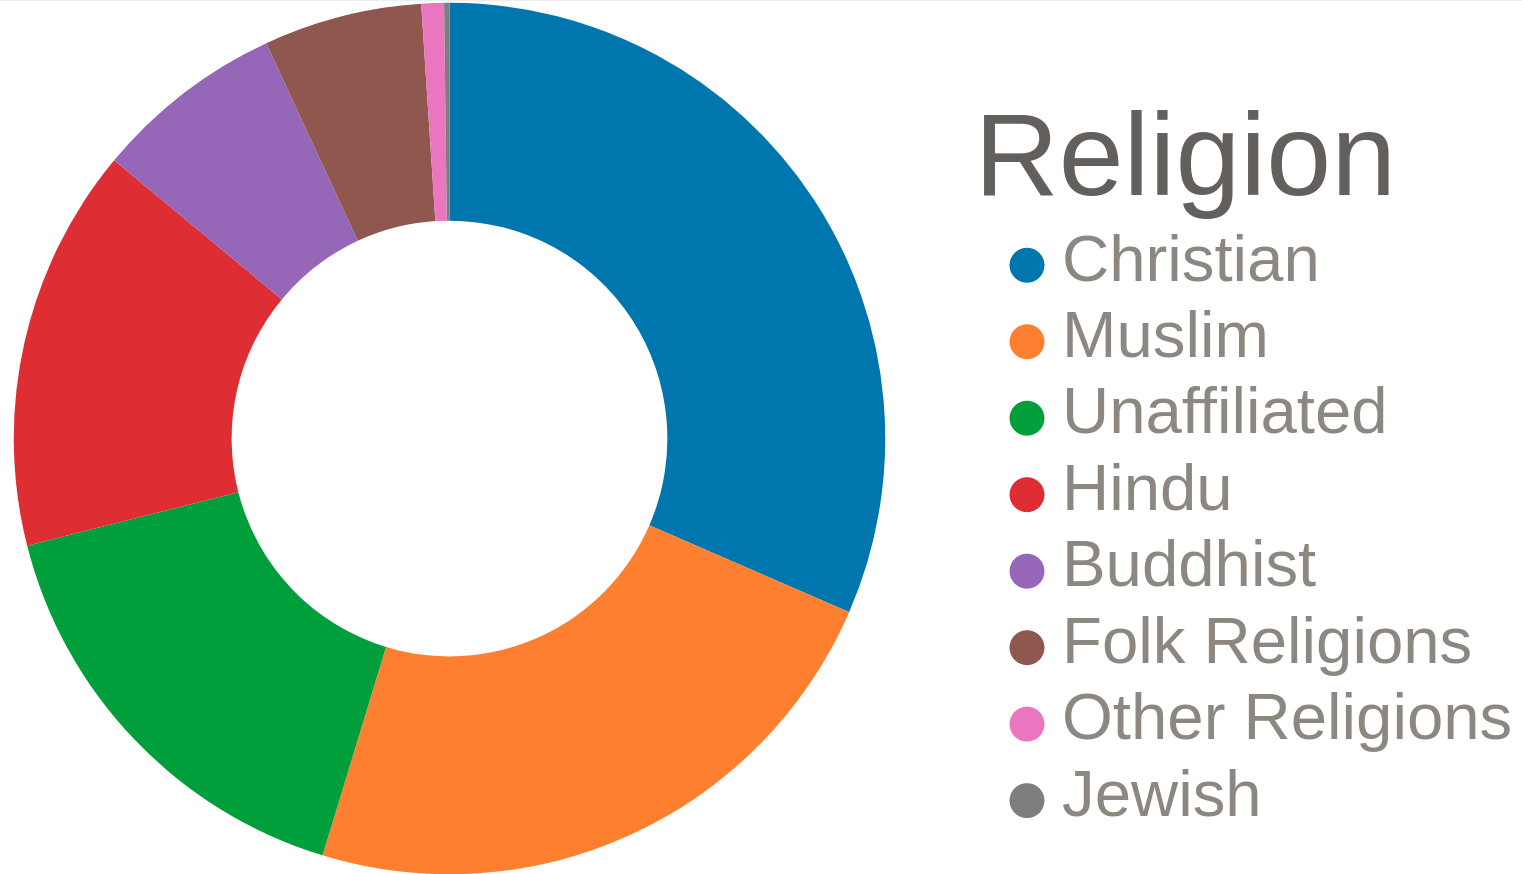 Religion
Christian
Muslim
Unaffiliated
Hindu
Buddhist
Folk Religions
Other Religions
Jewish